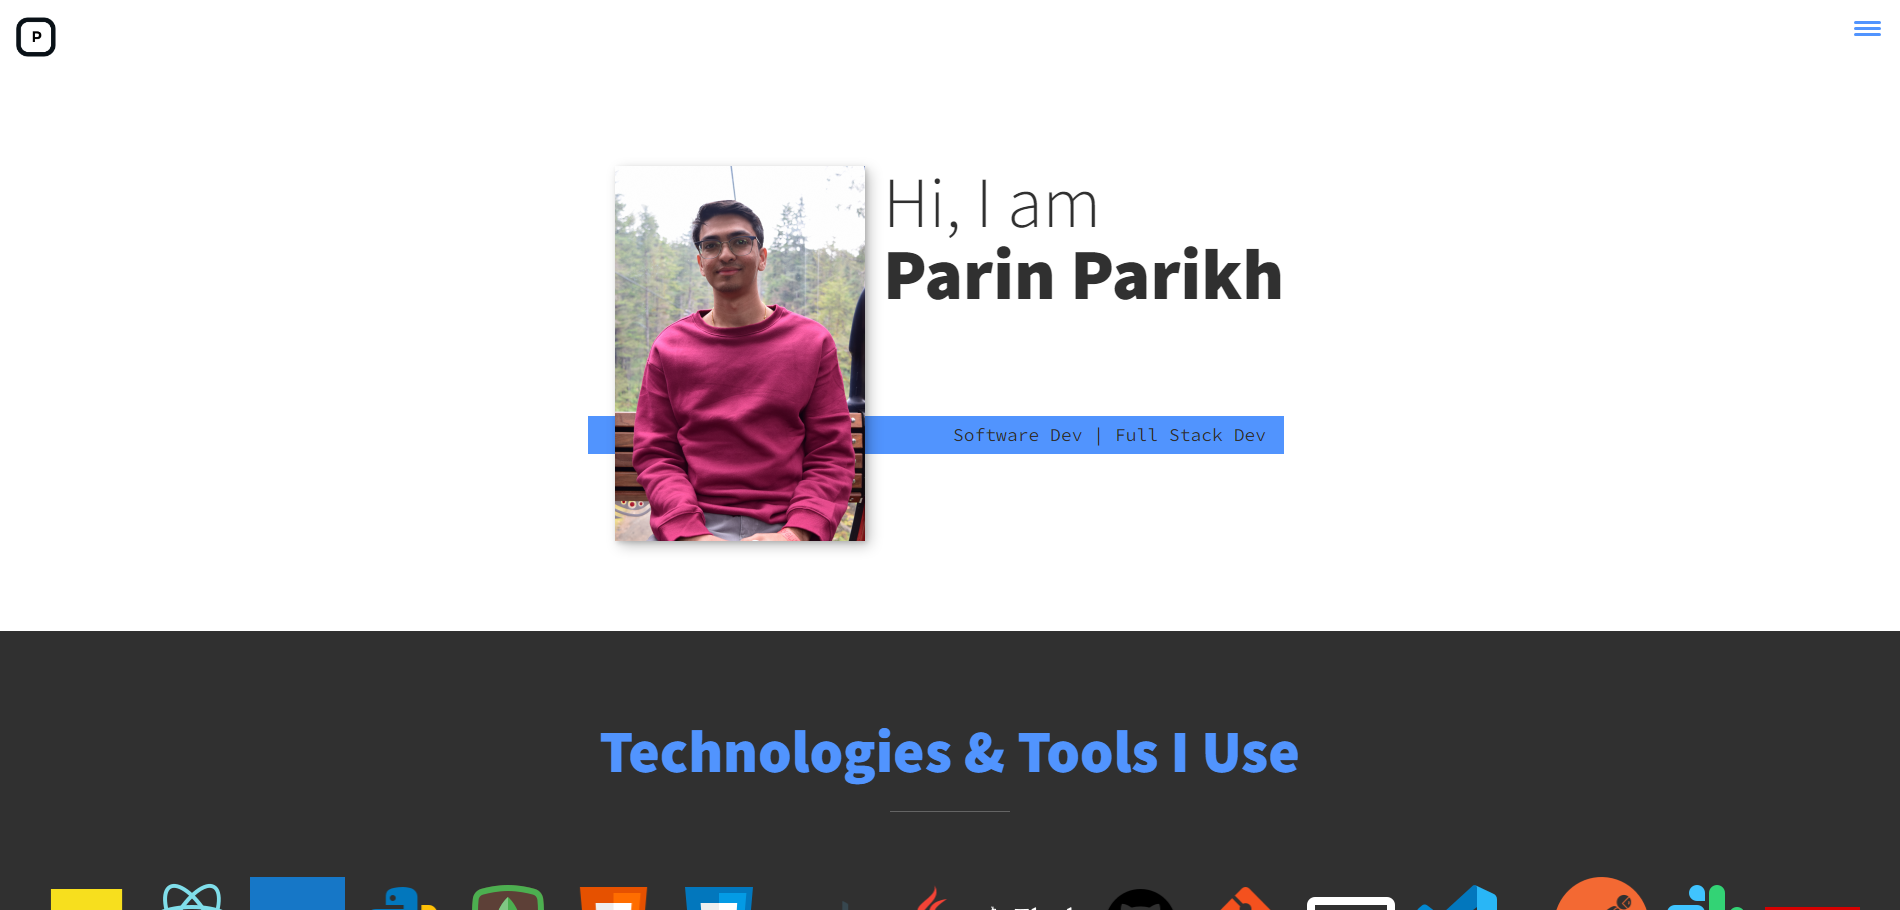 P
Hi, I am
Parin Parikh
Software Dev | Full Stack Dev
Technologies & Tools I Use